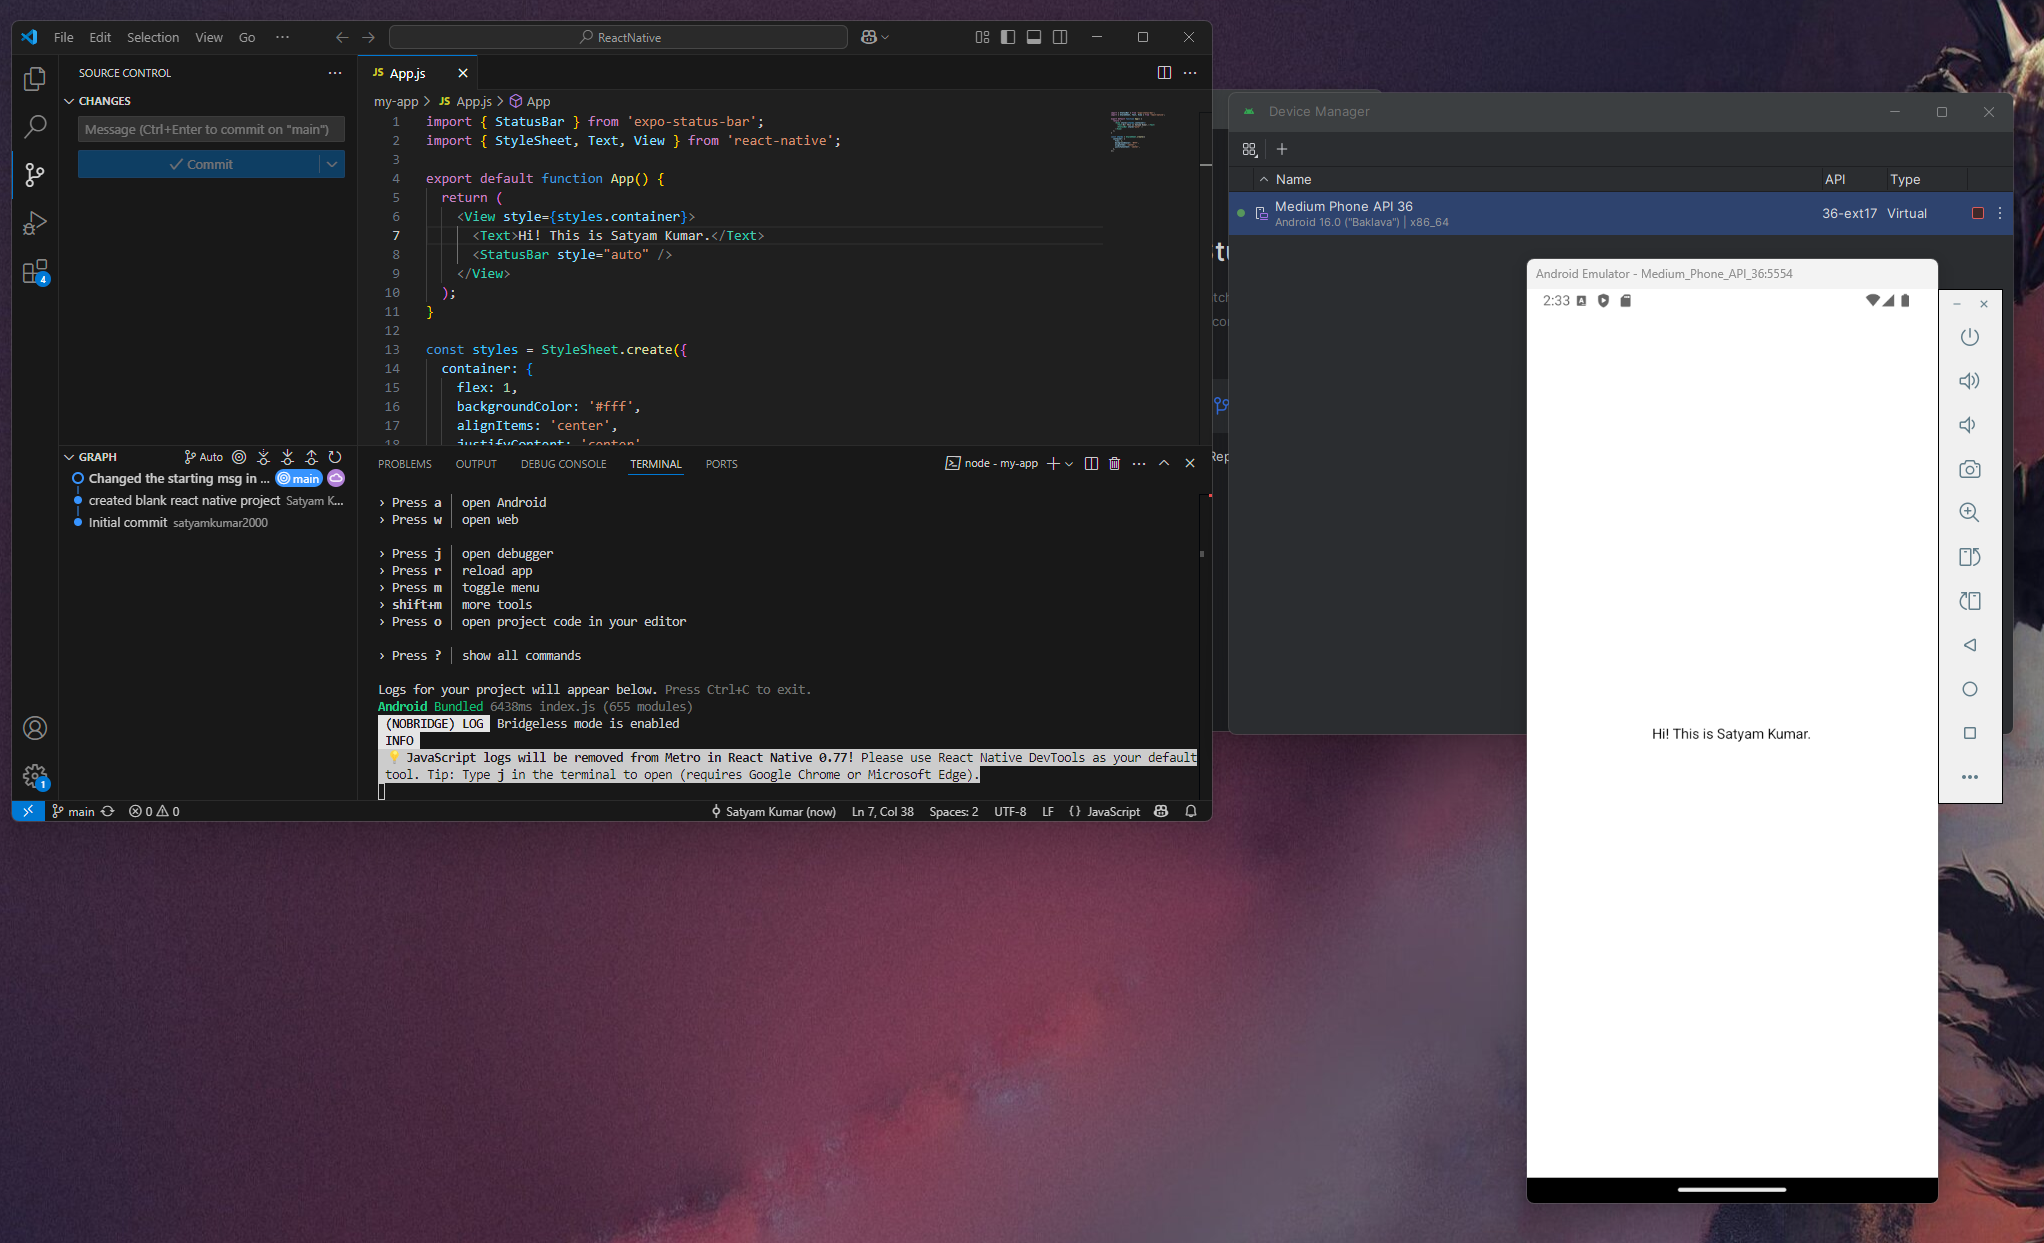 File Edit Selection View Go ··· ReactNative
SOURCE CONTROL
CHANGES
Message (Ctrl+Enter to commit on "main")
Commit
4
1
GRAPH Auto
Changed the starting msg in ... main
created blank react native project Satyam K...
Initial commit satyamkumar2000
JS App.js
my-app > JS App.js > App
1 import { StatusBar } from 'expo-status-bar';
2 import { StyleSheet, Text, View } from 'react-native';
3
4 export default function App() {
5 return (
6 <View style={styles.container}>
7 <Text>Hi! This is Satyam Kumar.</Text>
8 <StatusBar style="auto" />
9 </View>
10 );
11 }
12
13 const styles = StyleSheet.create({
14 container: {
15 flex: 1,
16 backgroundColor: '#fff',
17 alignItems: 'center',
18 justifyContent: 'center'
PROBLEMS OUTPUT DEBUG CONSOLE TERMINAL PORTS node - my-app
› Press a │ open Android
› Press w │ open web
› Press j │ open debugger
› Press r │ reload app
› Press m │ toggle menu
› shift+m │ more tools
› Press o │ open project code in your editor
› Press ? │ show all commands
Logs for your project will appear below. Press Ctrl+C to exit.
Android Bundled 6438ms index.js (655 modules)
(NOBRIDGE) LOG Bridgeless mode is enabled
INFO
💡 JavaScript logs will be removed from Metro in React Native 0.77! Please use React Native DevTools as your default
tool. Tip: Type j in the terminal to open (requires Google Chrome or Microsoft Edge).
main 0 0 Satyam Kumar (now) Ln 7, Col 38 Spaces: 2 UTF-8 LF {} JavaScript
Device Manager
Name API Type
Medium Phone API 36
Android 16.0 ("Baklava") | x86_64
36-ext17 Virtual
Android Emulator - Medium_Phone_API_36:5554
2:33
Hi! This is Satyam Kumar.